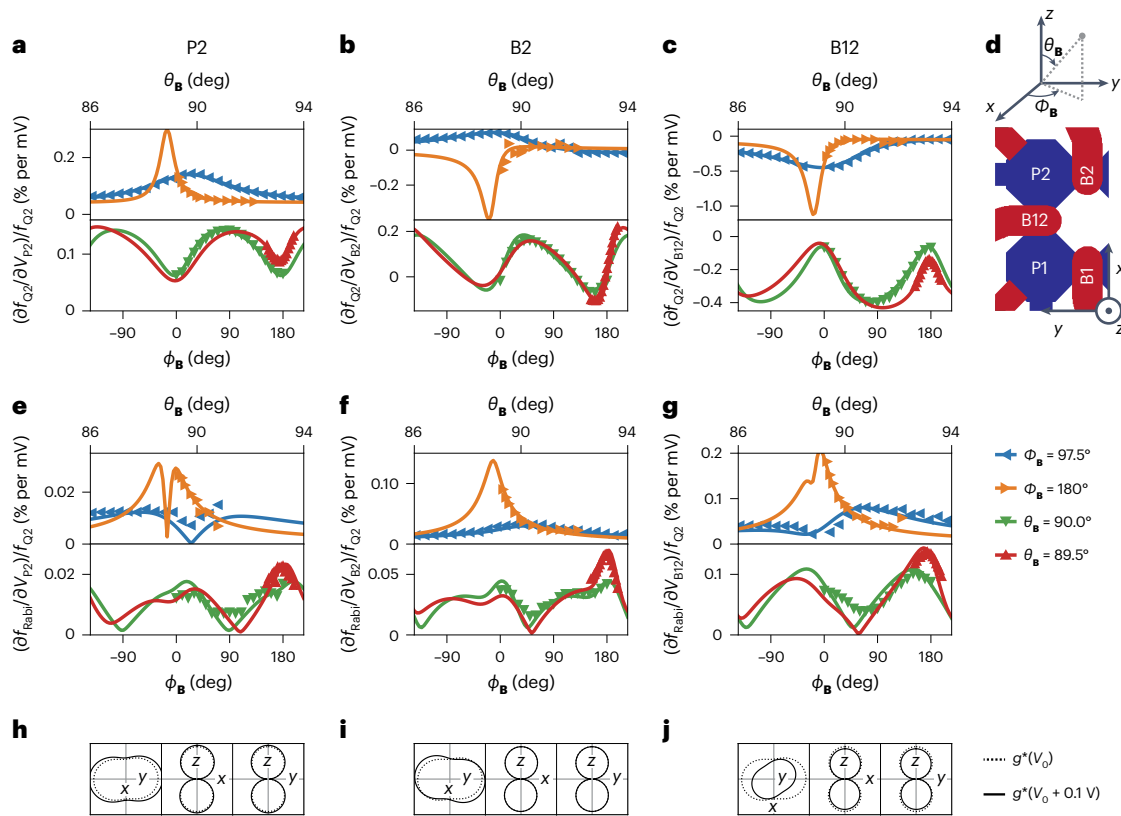 a P2
b B2
c B12
d
θB (deg)
θB (deg)
θB (deg)
86 90 94
86 90 94
86 90 94
(∂fQ2/∂VP2)/fQ2 (% per mV)
0.2
0
0.1
0
(∂fQ2/∂VB2)/fQ2 (% per mV)
0
−0.2
0.2
0
(∂fQ2/∂VB12)/fQ2 (% per mV)
0
−0.5
−1.0
0
−0.2
−0.4
−90 0 90 180
−90 0 90 180
−90 0 90 180
ϕB (deg)
ϕB (deg)
ϕB (deg)
z
θB
y
x
ΦB
P2
B2
B12
P1
B1
x
y
z
e
f
g
θB (deg)
θB (deg)
θB (deg)
86 90 94
86 90 94
86 90 94
(∂fRabi/∂VP2)/fQ2 (% per mV)
0.02
0
0.02
0
(∂fRabi/∂VB2)/fQ2 (% per mV)
0.10
0
0.05
0
(∂fRabi/∂VB12)/fQ2 (% per mV)
0.2
0.1
0
0.1
0
−90 0 90 180
−90 0 90 180
−90 0 90 180
ϕB (deg)
ϕB (deg)
ϕB (deg)
ΦB = 97.5°
ΦB = 180°
θB = 90.0°
θB = 89.5°
h
i
j
y
x
z
x
z
y
y
x
z
x
z
y
y
x
z
x
z
y
g*(V0)
g*(V0 + 0.1 V)